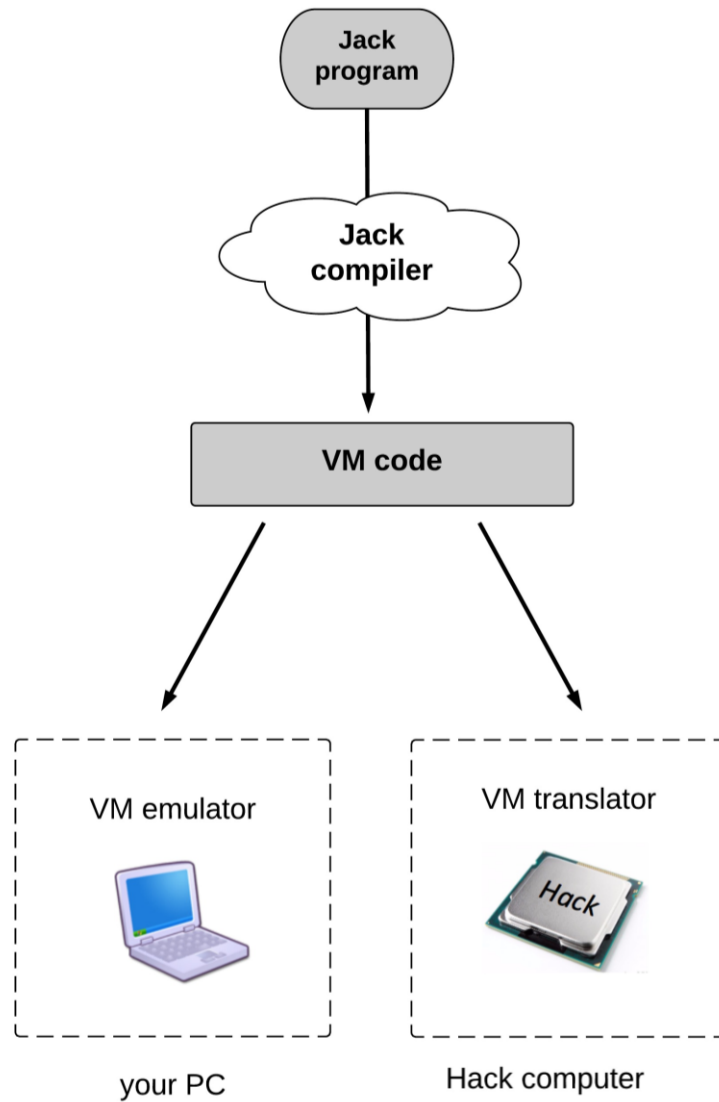 Jack
program
Jack
compiler
VM code
VM emulator
VM translator
Hack
your PC
Hack computer